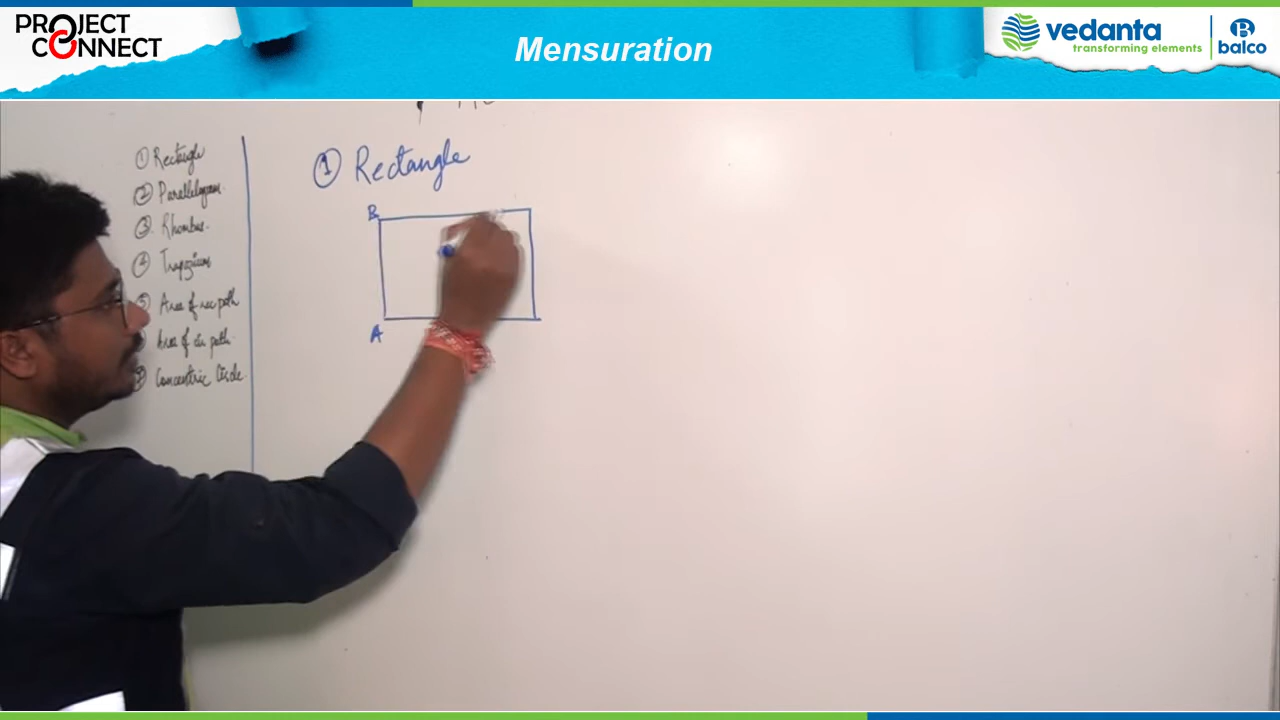 PROJECT
CONNECT
Mensuration
vedanta
transforming elements
balco
① Rectangle
② Parallelogram.
③ Rhombus.
④ Trapezium
⑤ Area of rec path
Area of cir path.
Concentric Circle.
① Rectangle
B
A